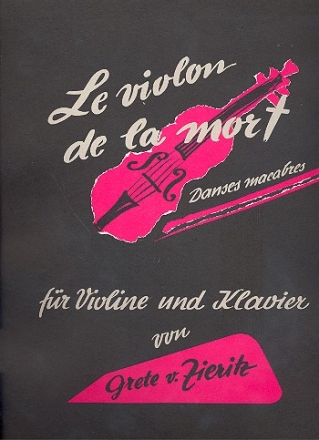 Le violon
de la mort
Danses macabres
für Violine und Klavier
von
Grete v. Zieritz